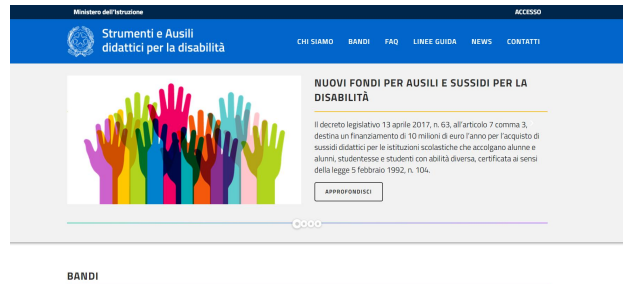 Ministero dell'Istruzione
ACCESSO
Strumenti e Ausili
didattici per la disabilità
CHI SIAMO BANDI FAQ LINEE GUIDA NEWS CONTATTI
NUOVI FONDI PER AUSILI E SUSSIDI PER LA
DISABILITÀ
Il decreto legislativo 13 aprile 2017, n. 63, all'articolo 7 comma 3,
destina un finanziamento di 10 milioni di euro l'anno per l'acquisto di
sussidi didattici per le istituzioni scolastiche che accolgano alunne e
alunni, studentesse e studenti con abilità diversa, certificata ai sensi
della legge 5 febbraio 1992, n. 104.
APPROFONDISCI
BANDI